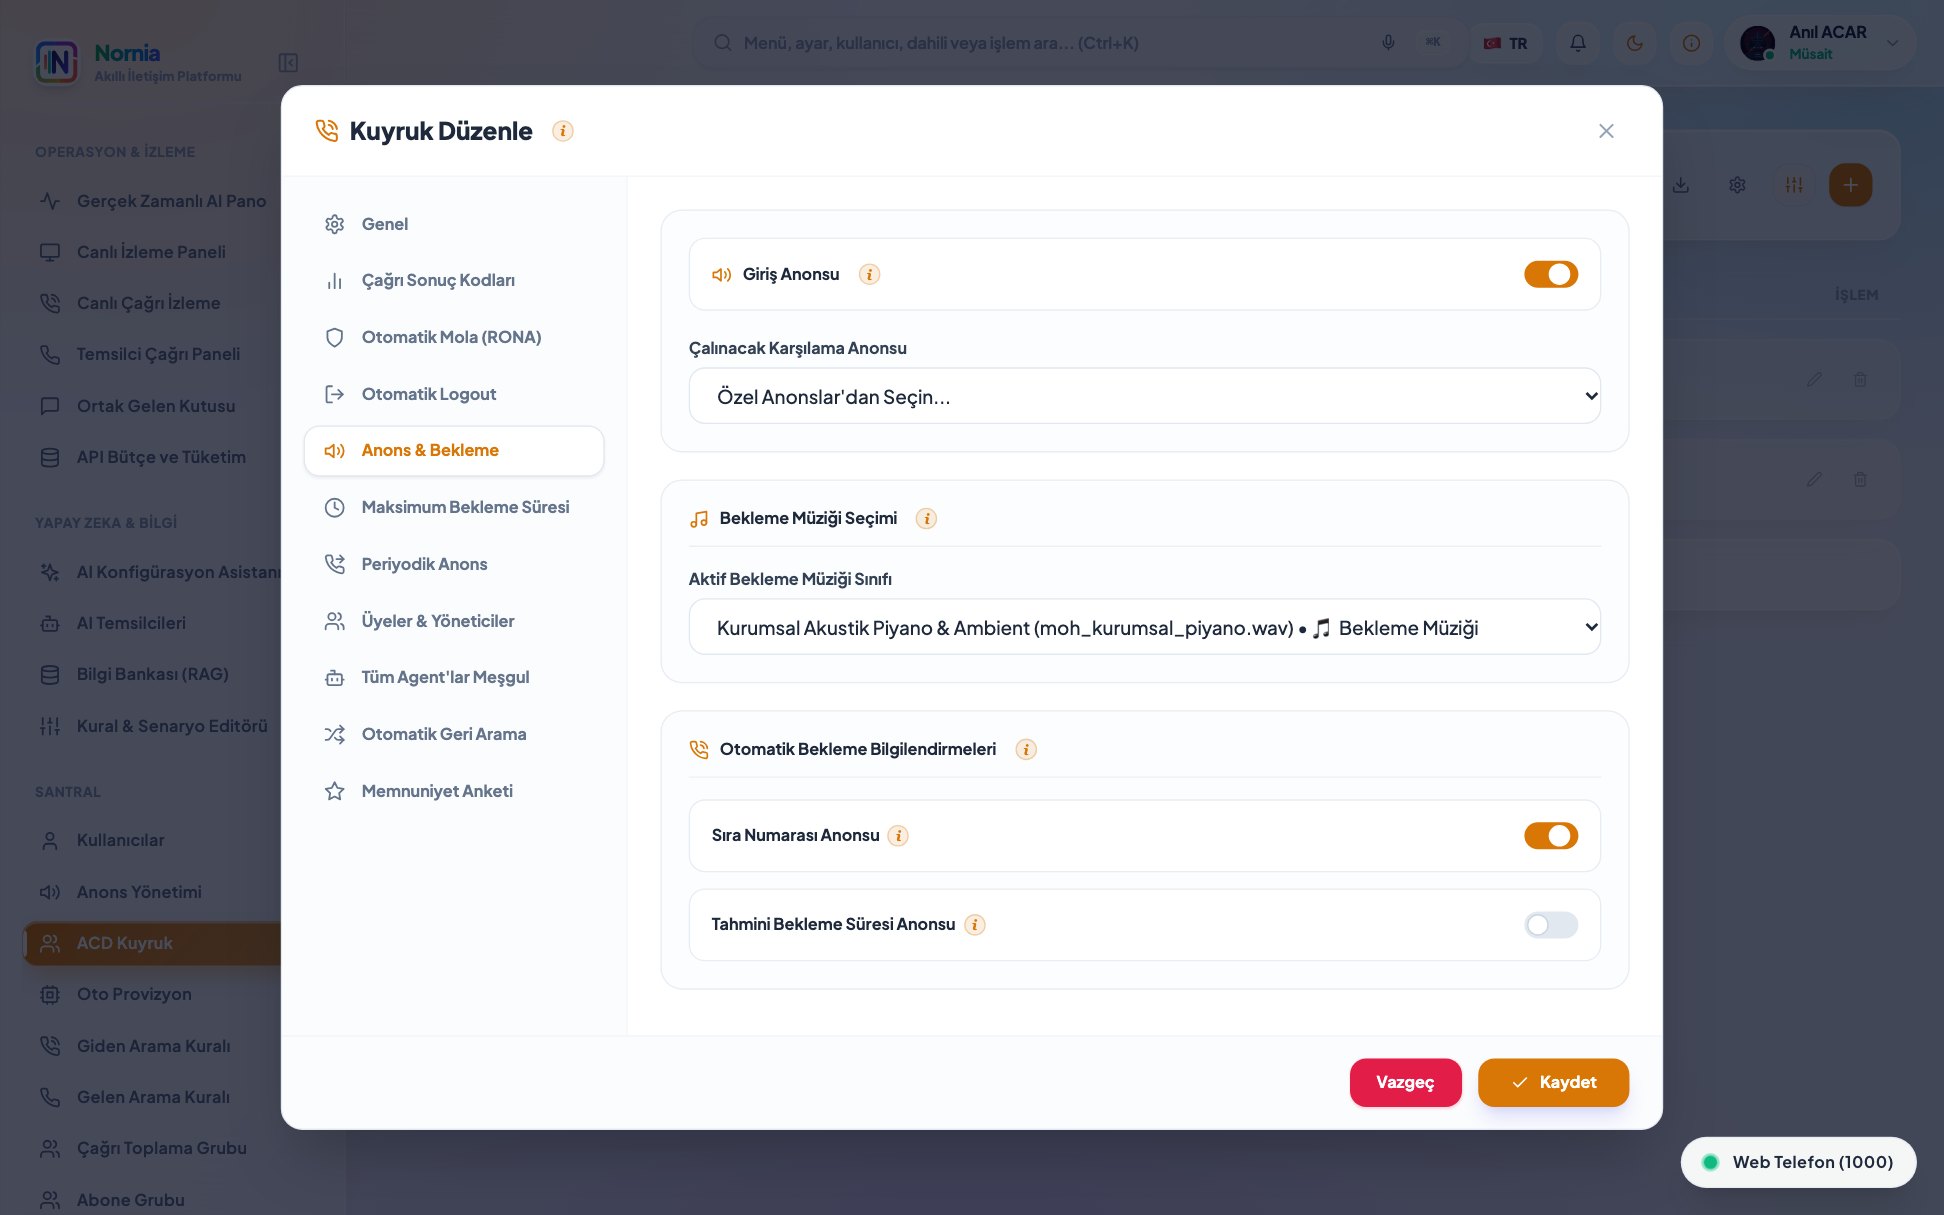 Nornia
Akıllı İletişim Platformu
Menü, ayar, kullanıcı, dahili veya işlem ara... (Ctrl+K)
⌘K
TR
Anıl ACAR
Müsait
OPERASYON & İZLEME
Gerçek Zamanlı AI Pano
Canlı İzleme Paneli
Canlı Çağrı İzleme
Temsilci Çağrı Paneli
Ortak Gelen Kutusu
API Bütçe ve Tüketim
YAPAY ZEKA & BİLGİ
AI Konfigürasyon Asistanı
AI Temsilcileri
Bilgi Bankası (RAG)
Kural & Senaryo Editörü
SANTRAL
Kullanıcılar
Anons Yönetimi
ACD Kuyruk
Oto Provizyon
Giden Arama Kuralı
Gelen Arama Kuralı
Çağrı Toplama Grubu
Abone Grubu
İŞLEM
Kuyruk Düzenle
Genel
Çağrı Sonuç Kodları
Otomatik Mola (RONA)
Otomatik Logout
Anons & Bekleme
Maksimum Bekleme Süresi
Periyodik Anons
Üyeler & Yöneticiler
Tüm Agent'lar Meşgul
Otomatik Geri Arama
Memnuniyet Anketi
Giriş Anonsu
Çalınacak Karşılama Anonsu
Özel Anonslar'dan Seçin...
Bekleme Müziği Seçimi
Aktif Bekleme Müziği Sınıfı
Kurumsal Akustik Piyano & Ambient (moh_kurumsal_piyano.wav) • 🎵 Bekleme Müziği
Otomatik Bekleme Bilgilendirmeleri
Sıra Numarası Anonsu
Tahmini Bekleme Süresi Anonsu
Vazgeç
Kaydet
Web Telefon (1000)